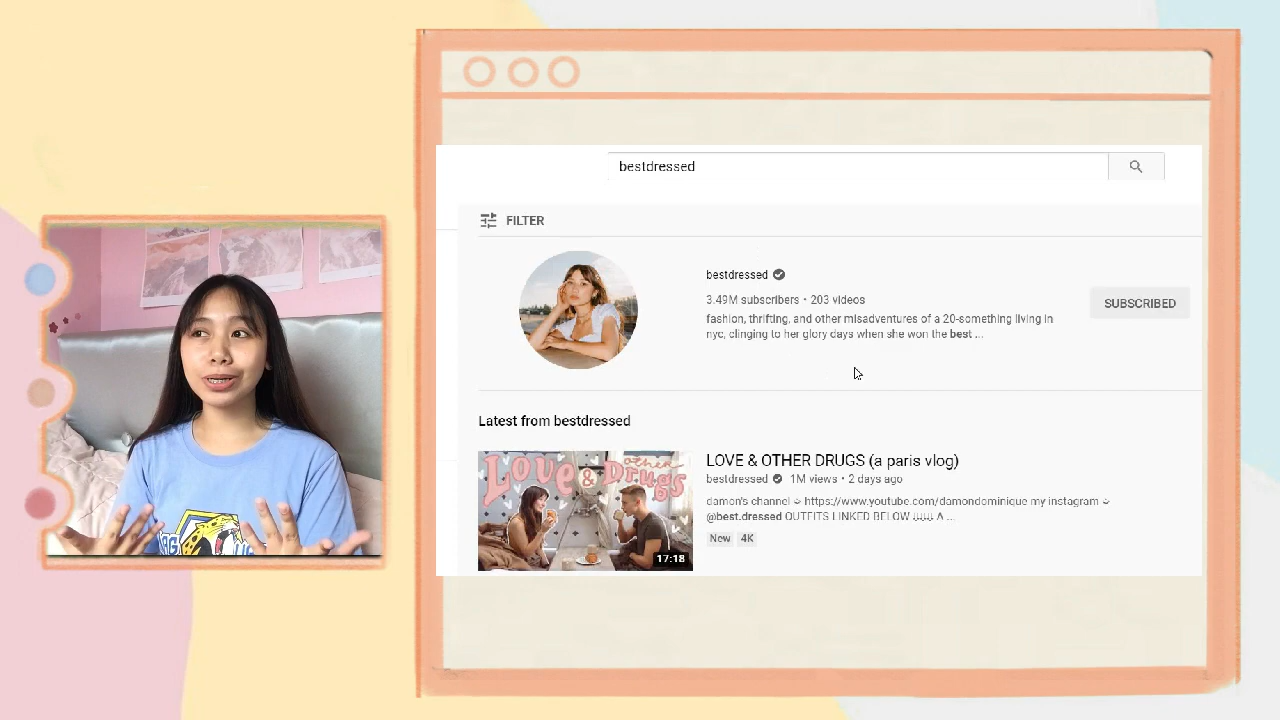 bestdressed
FILTER
bestdressed
3.49M subscribers • 203 videos
fashion, thrifting, and other misadventures of a 20-something living in
nyc, clinging to her glory days when she won the best ...
SUBSCRIBED
Latest from bestdressed
Love & other Drugs
17:18
LOVE & OTHER DRUGS (a paris vlog)
bestdressed 1M views • 2 days ago
damon's channel ➭ https://www.youtube.com/damondominique my instagram ➭
@best.dressed OUTFITS LINKED BELOW A ...
New 4K